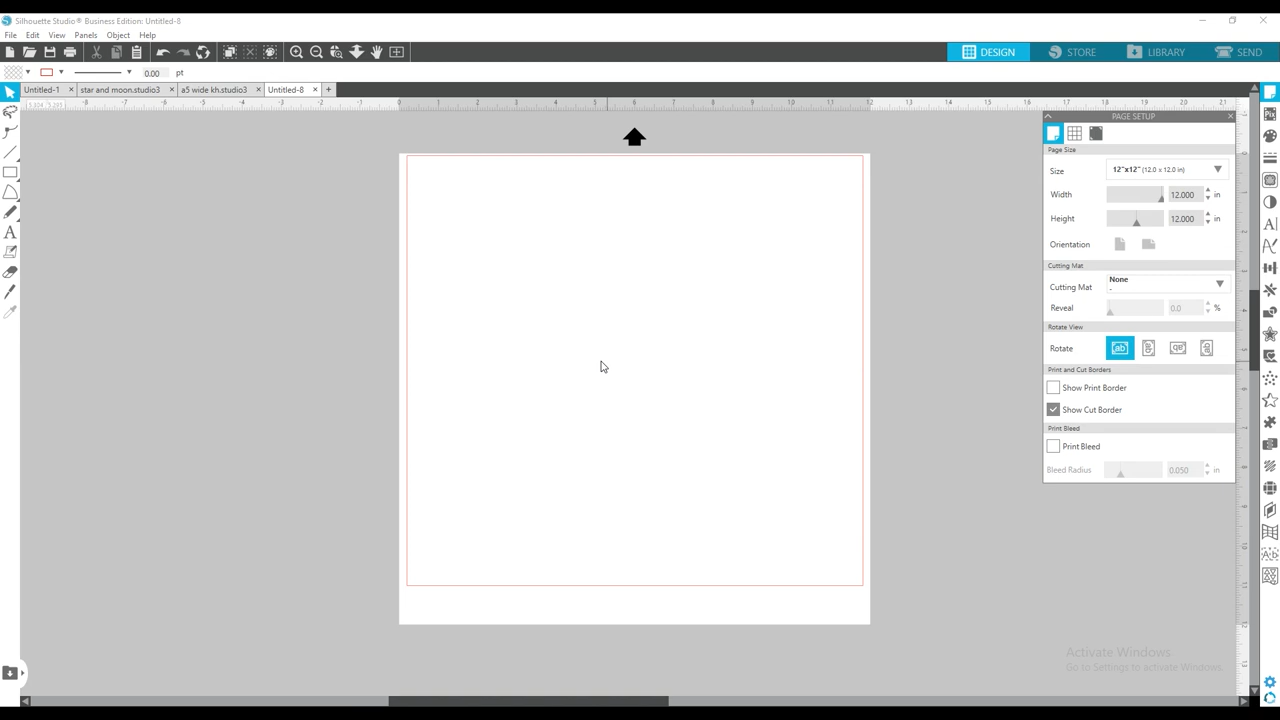 Silhouette Studio® Business Edition: Untitled-8
File Edit View Panels Object Help
DESIGN STORE LIBRARY SEND
0.00 pt
Untitled-1 star and moon.studio3 a5 wide kh.studio3 Untitled-8
PAGE SETUP
Page Size
Size 12"x12" (12.0 x 12.0 in)
Width 12.000 in
Height 12.000 in
Orientation
Cutting Mat
Cutting Mat None
-
Reveal 0.0 %
Rotate View
Rotate
Print and Cut Borders
Show Print Border
Show Cut Border
Print Bleed
Print Bleed
Bleed Radius 0.050 in
Activate Windows
Go to Settings to activate Windows.